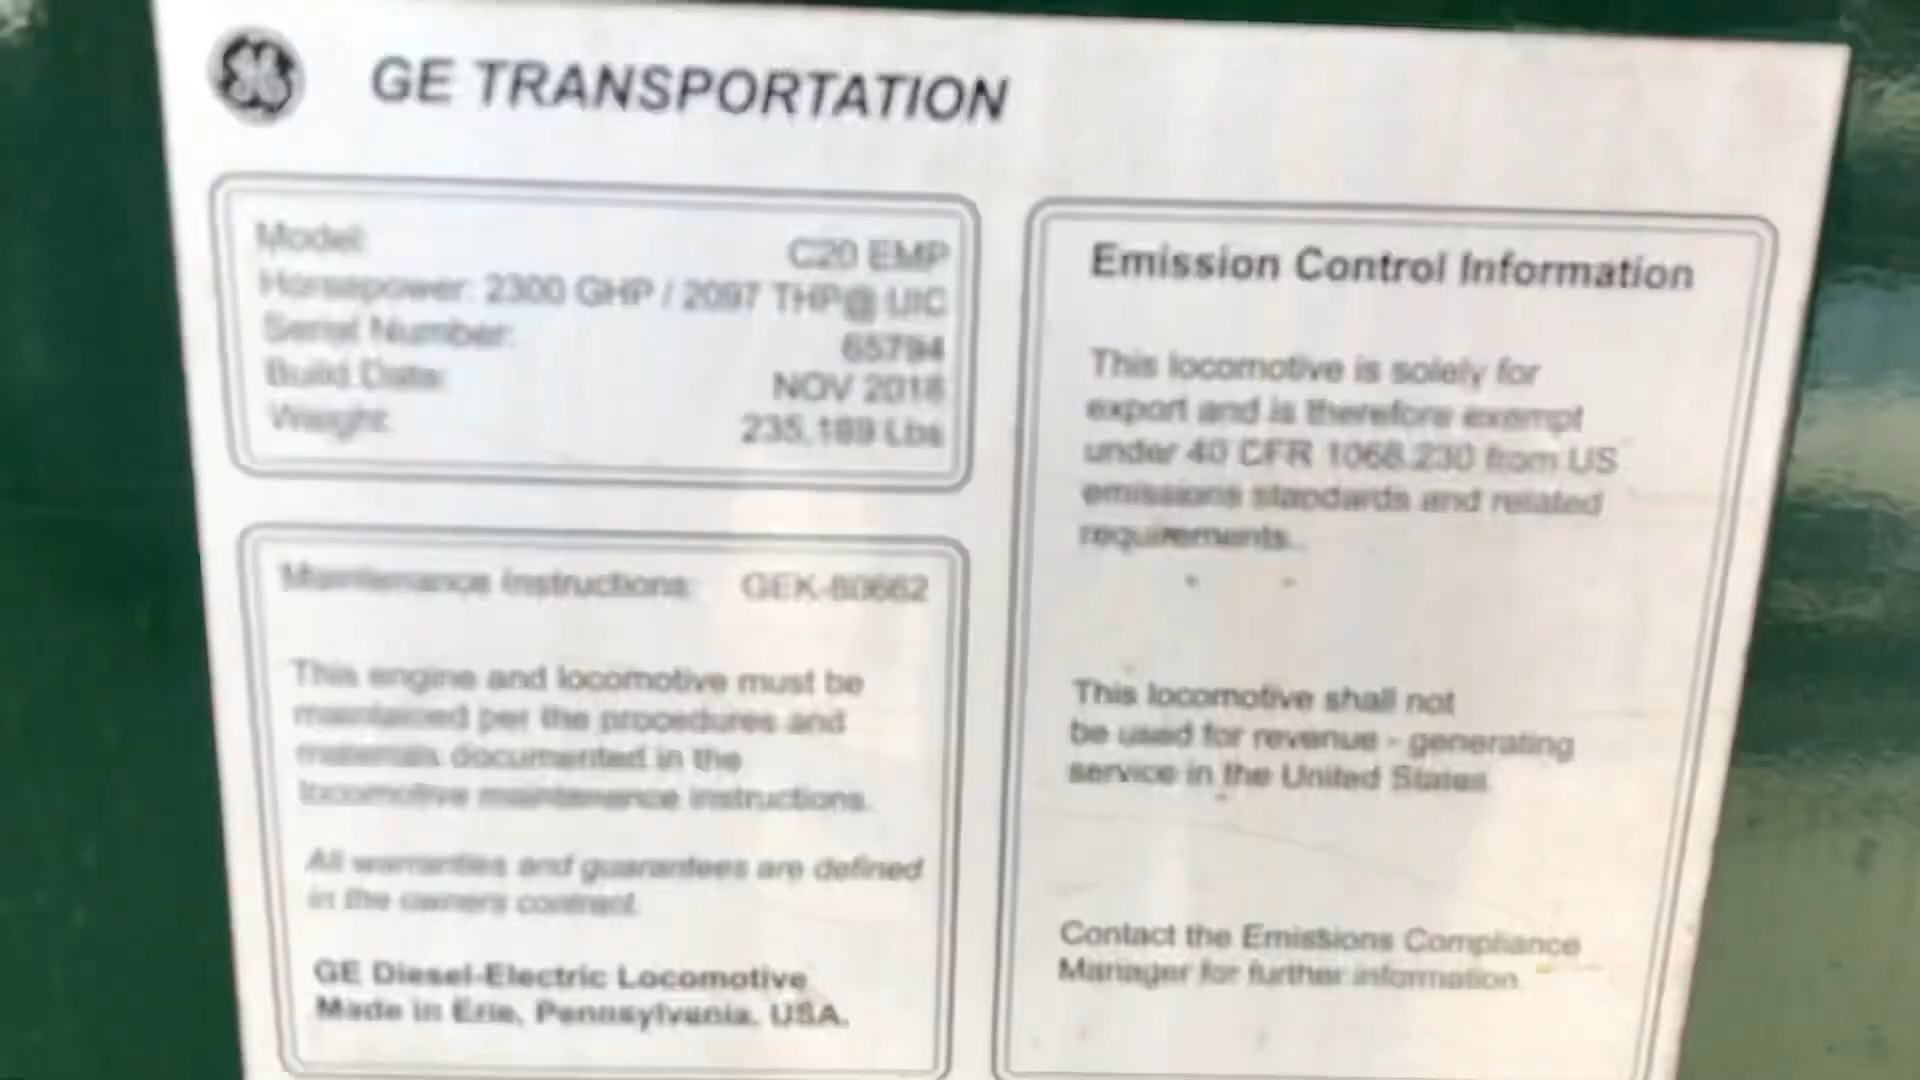 GE TRANSPORTATION
Model: C20 EMP
Horsepower: 2300 GHP / 2097 THP@ UIC
Serial Number: 65794
Build Date: NOV 2018
Weight: 235,189 Lbs
Maintenance Instructions: GEK-80662
This engine and locomotive must be
maintained per the procedures and
materials documented in the
locomotive maintenance instructions.
All warranties and guarantees are defined
in the owners contract.
GE Diesel-Electric Locomotive
Made in Erie, Pennsylvania, USA.
Emission Control Information
This locomotive is solely for
export and is therefore exempt
under 40 CFR 1068.230 from US
emissions standards and related
requirements.
This locomotive shall not
be used for revenue - generating
service in the United States
Contact the Emissions Compliance
Manager for further information.